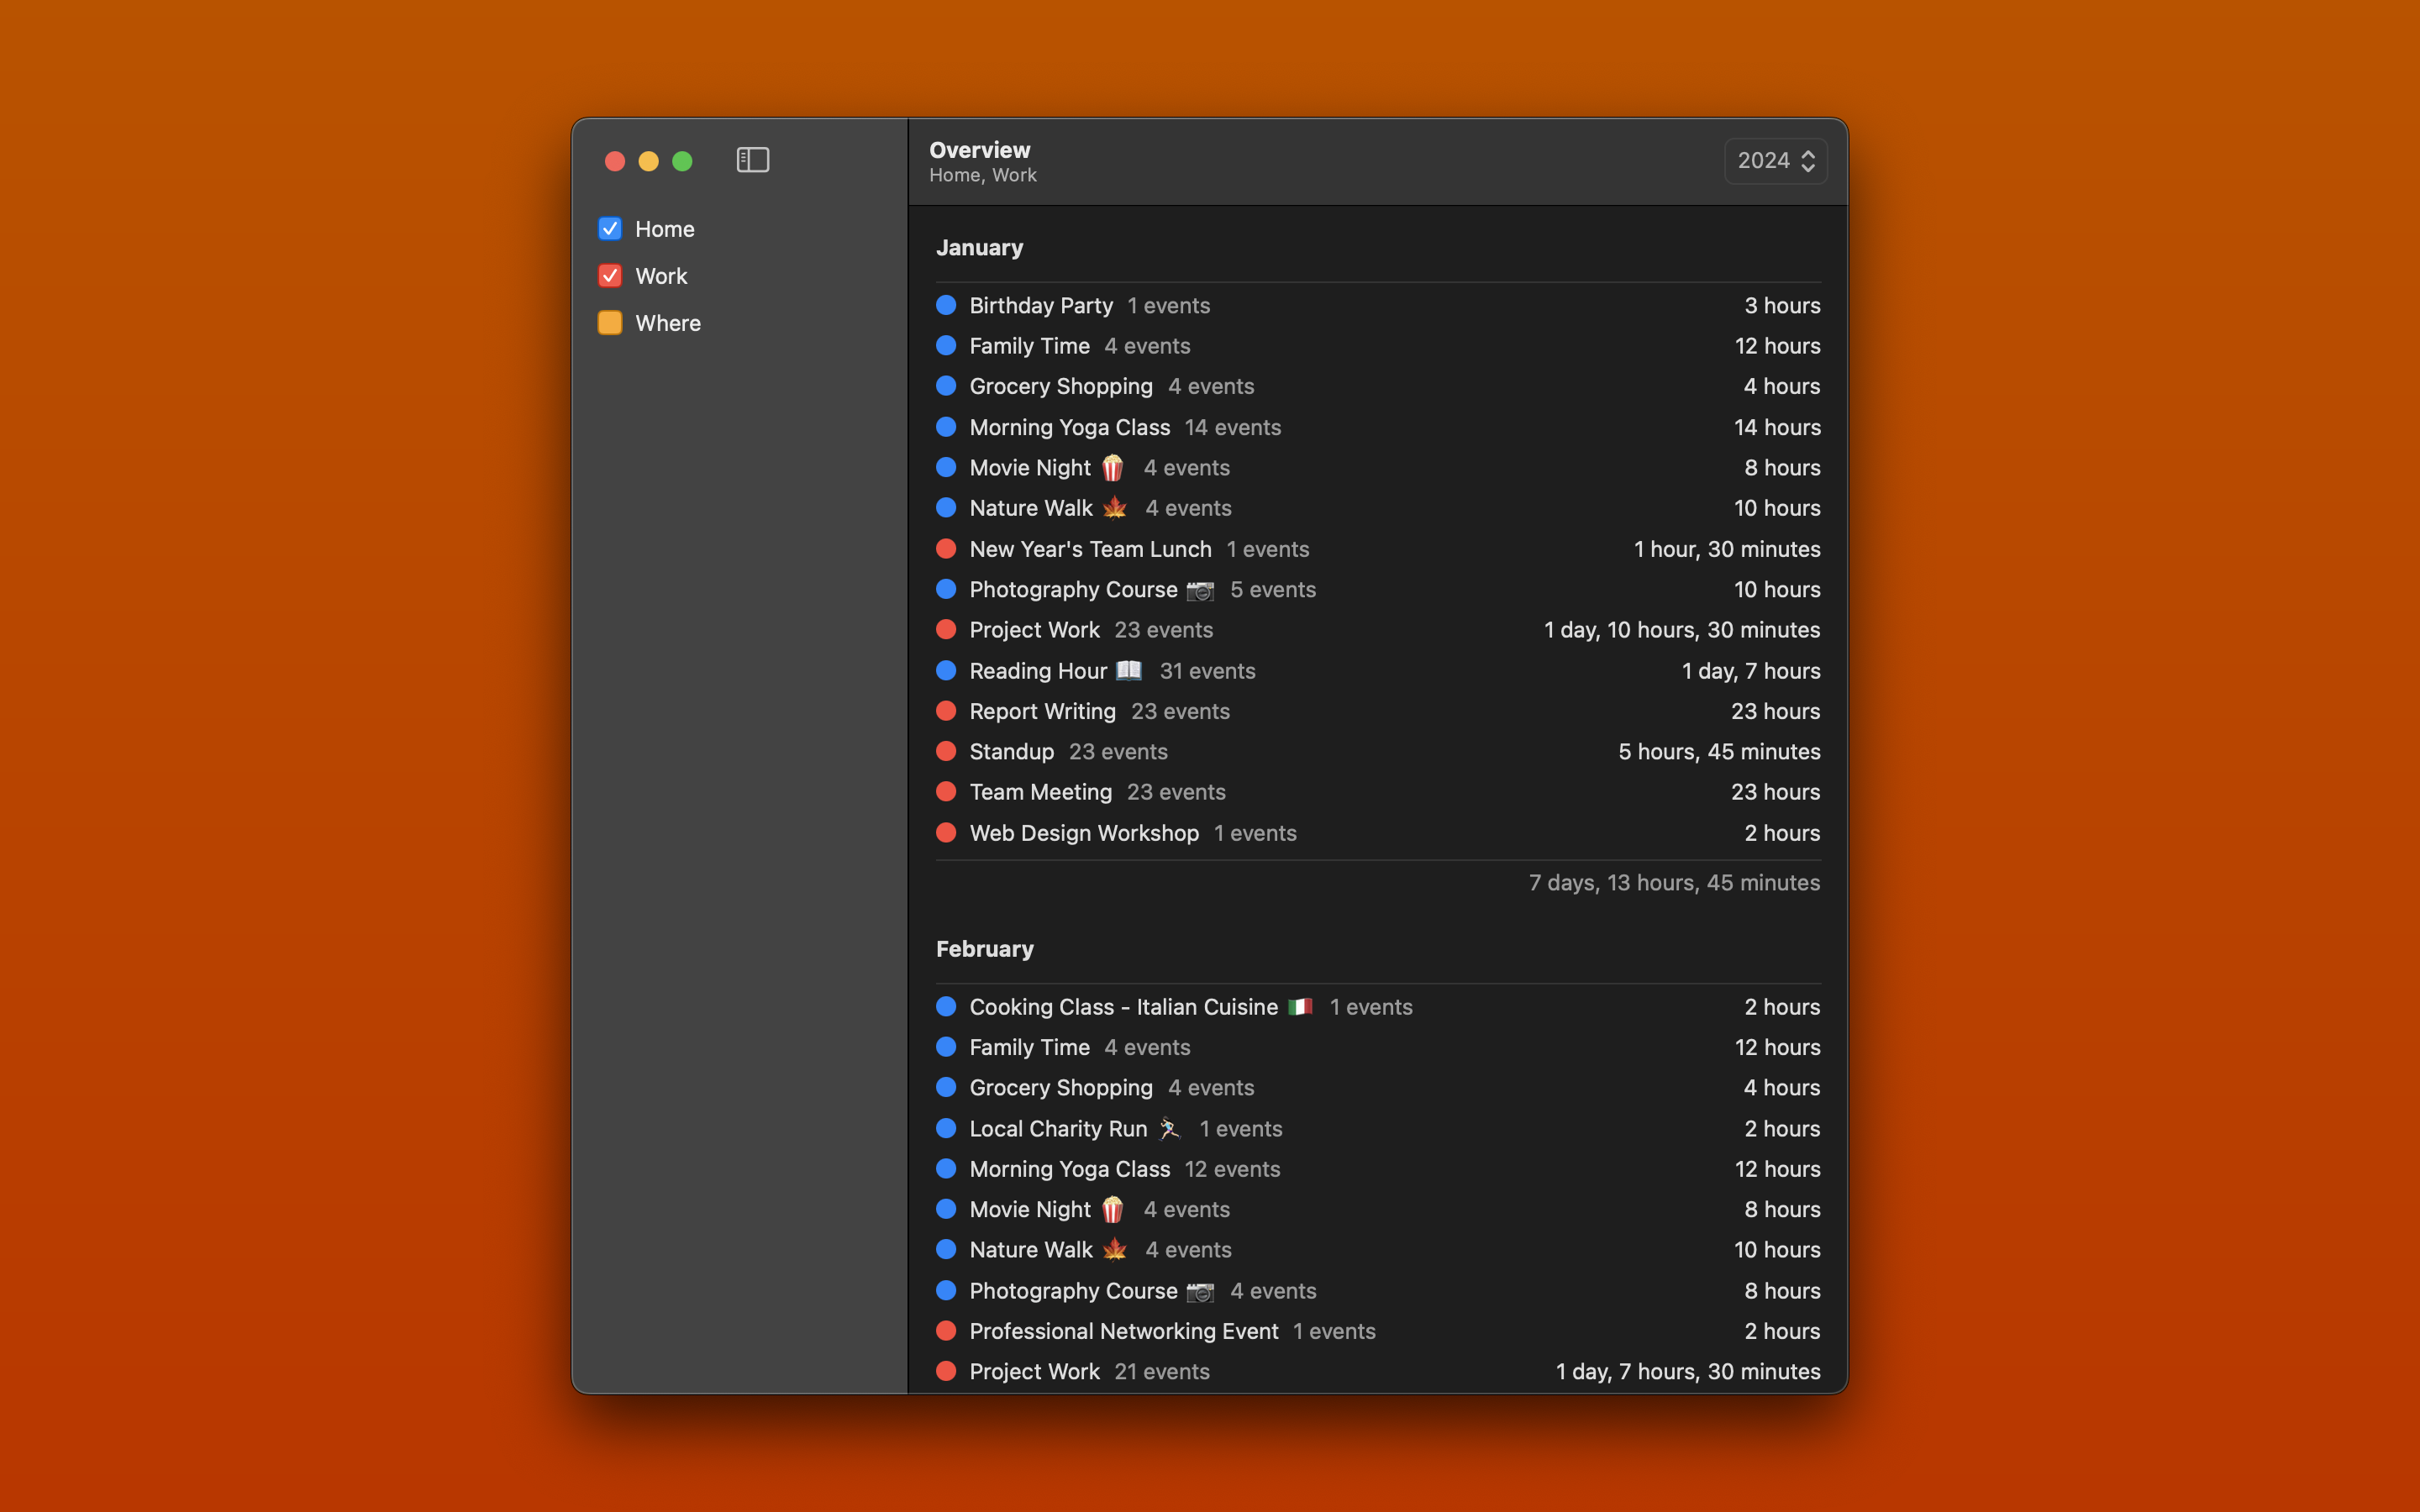 Home
Work
Where
Overview
Home, Work
2024
January
Birthday Party 1 events 3 hours
Family Time 4 events 12 hours
Grocery Shopping 4 events 4 hours
Morning Yoga Class 14 events 14 hours
Movie Night 🍿 4 events 8 hours
Nature Walk 🍁 4 events 10 hours
New Year's Team Lunch 1 events 1 hour, 30 minutes
Photography Course 📷 5 events 10 hours
Project Work 23 events 1 day, 10 hours, 30 minutes
Reading Hour 📖 31 events 1 day, 7 hours
Report Writing 23 events 23 hours
Standup 23 events 5 hours, 45 minutes
Team Meeting 23 events 23 hours
Web Design Workshop 1 events 2 hours
7 days, 13 hours, 45 minutes
February
Cooking Class - Italian Cuisine 🇮🇹 1 events 2 hours
Family Time 4 events 12 hours
Grocery Shopping 4 events 4 hours
Local Charity Run 🏃🏻‍♀️ 1 events 2 hours
Morning Yoga Class 12 events 12 hours
Movie Night 🍿 4 events 8 hours
Nature Walk 🍁 4 events 10 hours
Photography Course 📷 4 events 8 hours
Professional Networking Event 1 events 2 hours
Project Work 21 events 1 day, 7 hours, 30 minutes